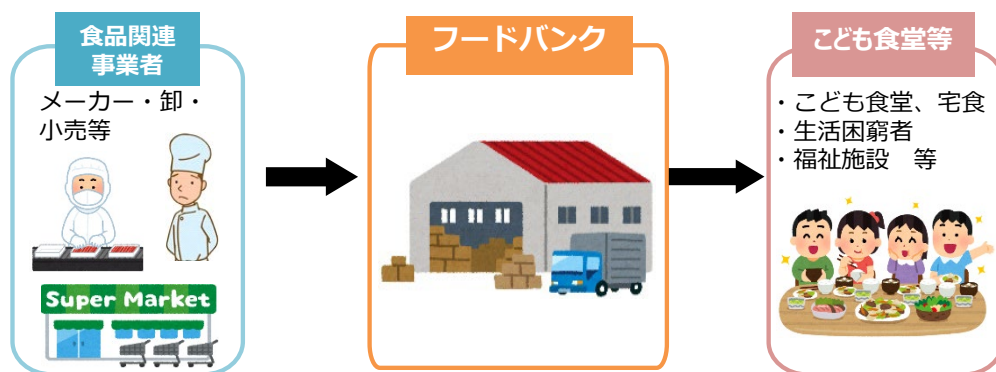 食品関連
事業者
メーカー・卸・
小売等
Super Market
フードバンク
こども食堂等
・こども食堂、宅食
・生活困窮者
・福祉施設　等